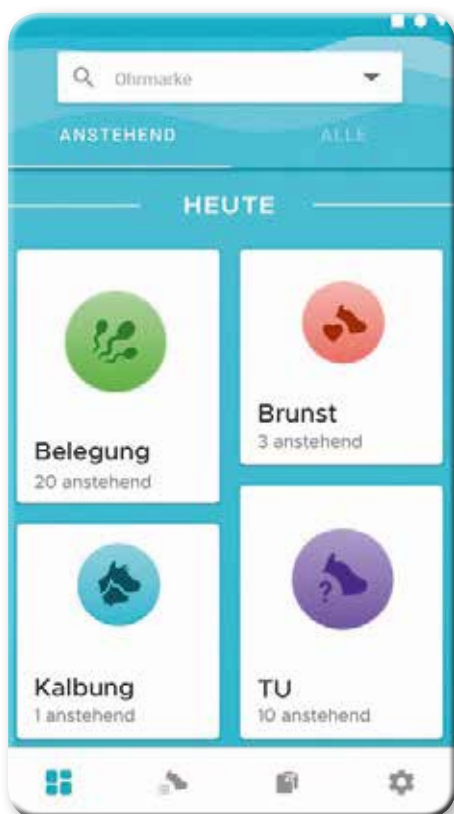 Ohrmarke
ANSTEHEND
ALLE
HEUTE
Belegung
20 anstehend
Brunst
3 anstehend
Kalbung
1 anstehend
?
TU
10 anstehend